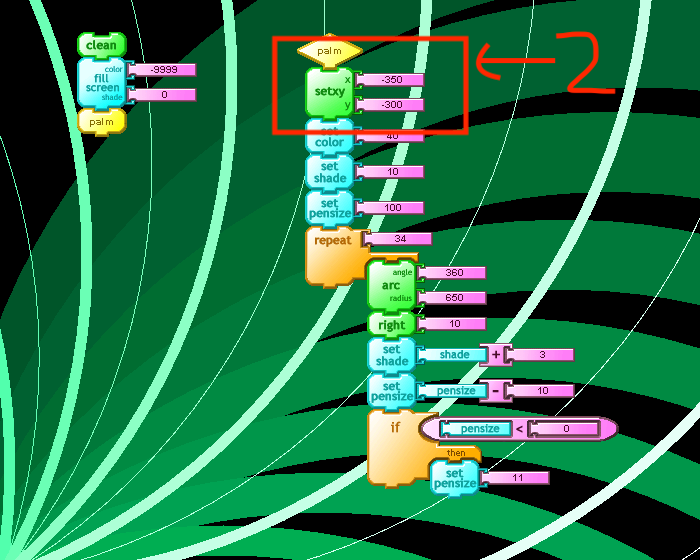 clean
fill screen
color -9999
shade 0
palm
palm
2
setxy
x -350
y -300
set color 40
set shade 10
set pensize 100
repeat 34
arc
angle 360
radius 650
right 10
set shade shade + 3
set pensize pensize - 10
if pensize < 0
then
set pensize 11